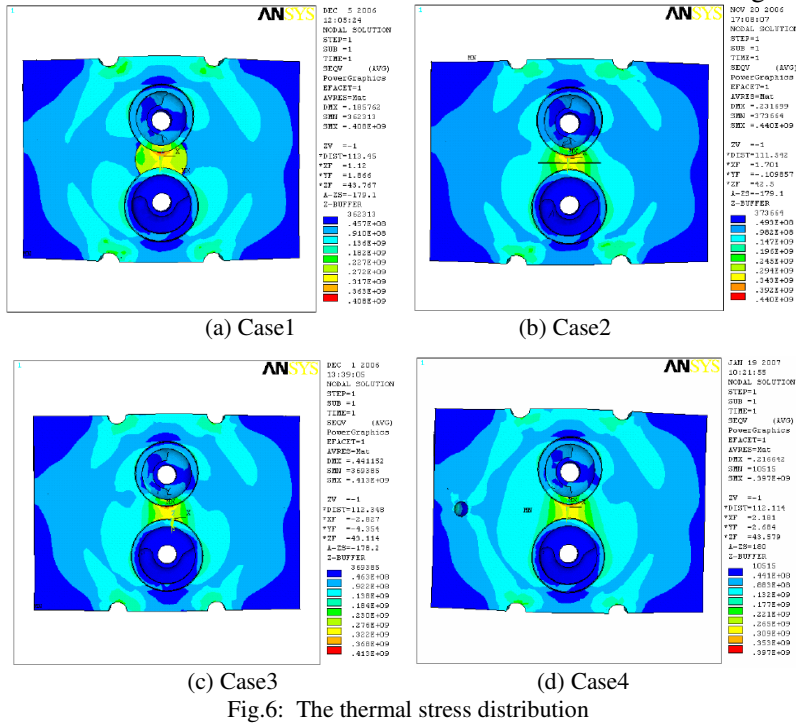 1
ANSYS
DEC 5 2006
12:05:24
NODAL SOLUTION
STEP=1
SUB =1
TIME=1
SEQV (AVG)
PowerGraphics
EFACET=1
AVRES=Mat
DMX =.185762
SMN =362313
SMX =.408E+09
ZV =-1
*DIST=113.45
*XF =1.12
*YF =1.866
*ZF =43.767
A-ZS=-179.1
Z-BUFFER
362313
.457E+08
.910E+08
.136E+09
.182E+09
.227E+09
.272E+09
.317E+09
.363E+09
.408E+09
(a) Case1
1
ANSYS
NOV 20 2006
17:08:07
NODAL SOLUTION
STEP=1
SUB =1
TIME=1
SEQV (AVG)
PowerGraphics
EFACET=1
AVRES=Mat
DMX =.231699
SMN =373664
SMX =.440E+09
ZV =-1
*DIST=111.342
*XF =1.701
*YF =-.109857
*ZF =42.5
A-ZS=-179.1
Z-BUFFER
373664
.493E+08
.982E+08
.147E+09
.196E+09
.245E+09
.294E+09
.343E+09
.392E+09
.440E+09
MN
(b) Case2
1
ANSYS
DEC 1 2006
13:39:05
NODAL SOLUTION
STEP=1
SUB =1
TIME=1
SEQV (AVG)
PowerGraphics
EFACET=1
AVRES=Mat
DMX =.441152
SMN =369385
SMX =.413E+09
ZV =-1
*DIST=112.348
*XF =-2.827
*YF =-4.354
*ZF =43.114
A-ZS=-178.2
Z-BUFFER
369385
.463E+08
.922E+08
.138E+09
.184E+09
.230E+09
.276E+09
.322E+09
.368E+09
.413E+09
(c) Case3
1
ANSYS
JAN 19 2007
10:21:55
NODAL SOLUTION
STEP=1
SUB =1
TIME=1
SEQV (AVG)
PowerGraphics
EFACET=1
AVRES=Mat
DMX =.216642
SMN =10515
SMX =.397E+09
ZV =-1
*DIST=112.114
*XF =2.181
*YF =2.684
*ZF =43.579
A-ZS=180
Z-BUFFER
10515
.441E+08
.883E+08
.132E+09
.177E+09
.221E+09
.265E+09
.309E+09
.353E+09
.397E+09
MN
(d) Case4
Fig.6: The thermal stress distribution